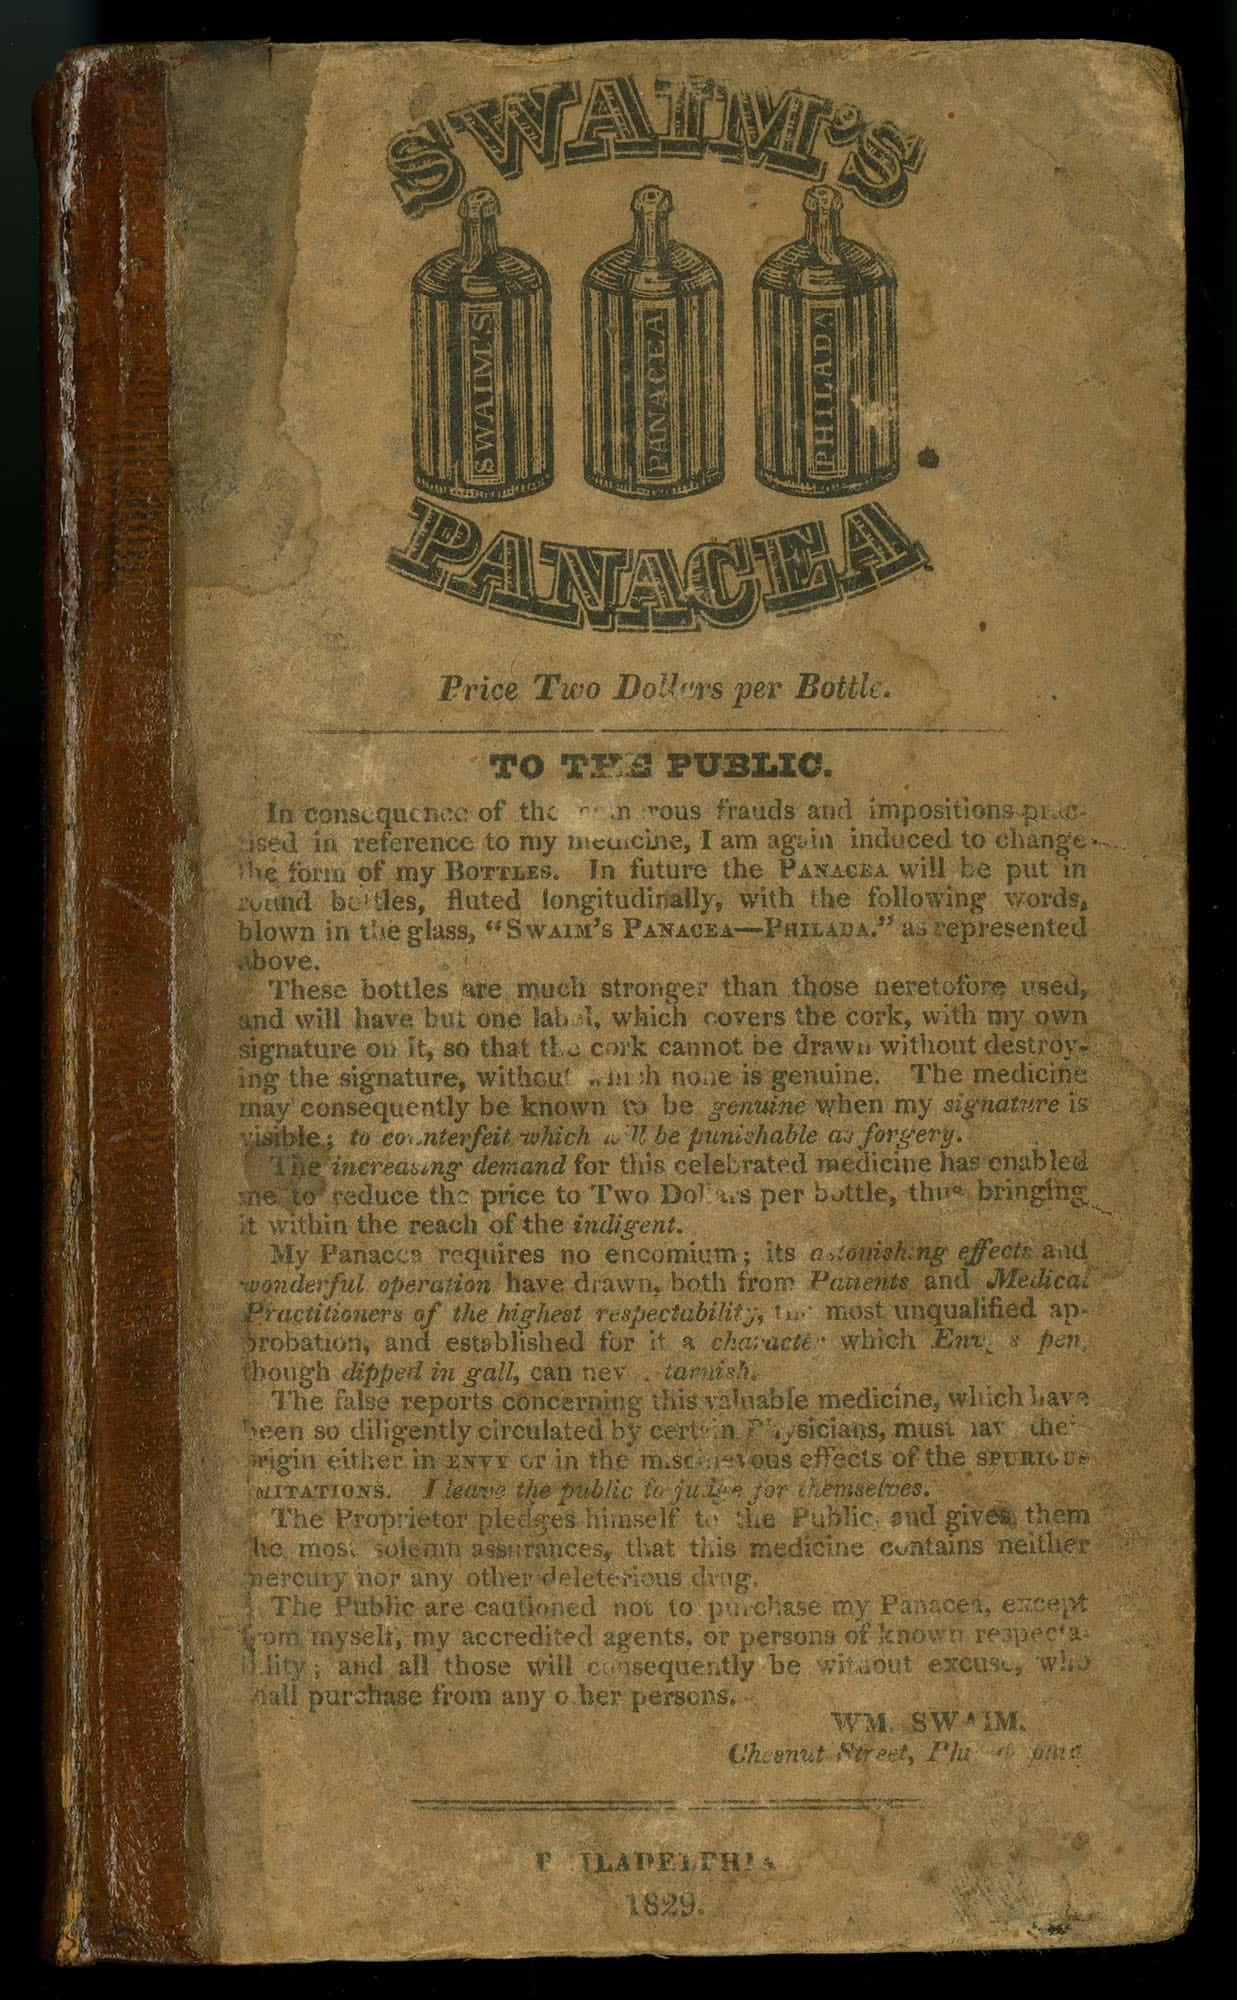 SWAIM'S
SWAIM'S
PANACEA
PHILADA
PANACEA
Price Two Dollars per Bottle.
TO THE PUBLIC.
In consequence of the numerous frauds and impositions prac-
tised in reference to my medicine, I am again induced to change
the form of my BOTTLES. In future the PANACEA will be put in
round bottles, fluted longitudinally, with the following words,
blown in the glass, "SWAIM'S PANACEA—PHILADA." as represented
above.
These bottles are much stronger than those heretofore used,
and will have but one label, which covers the cork, with my own
signature on it, so that the cork cannot be drawn without destroy-
ing the signature, without which none is genuine. The medicine
may consequently be known to be genuine when my signature is
visible; to counterfeit which will be punishable as forgery.
The increasing demand for this celebrated medicine has enabled
me to reduce the price to Two Dollars per bottle, thus bringing
it within the reach of the indigent.
My Panacea requires no encomium; its astonishing effects and
wonderful operation have drawn, both from Patients and Medical
Practitioners of the highest respectability, the most unqualified ap-
probation, and established for it a character which Envy's pen,
though dipped in gall, can never tarnish.
The false reports concerning this valuable medicine, which have
been so diligently circulated by certain Physicians, must have their
origin either in ENVY or in the mischievous effects of the SPURIOUS
IMITATIONS. I leave the public to judge for themselves.
The Proprietor pledges himself to the Public, and gives them
the most solemn assurances, that this medicine contains neither
mercury nor any other deleterious drug.
The Public are cautioned not to purchase my Panacea, except
from myself, my accredited agents, or persons of known respecta-
bility; and all those will consequently be without excuse, who
shall purchase from any other persons.
WM. SWAIM.
Chesnut Street, Philadelphia
PHILADELPHIA
1829.